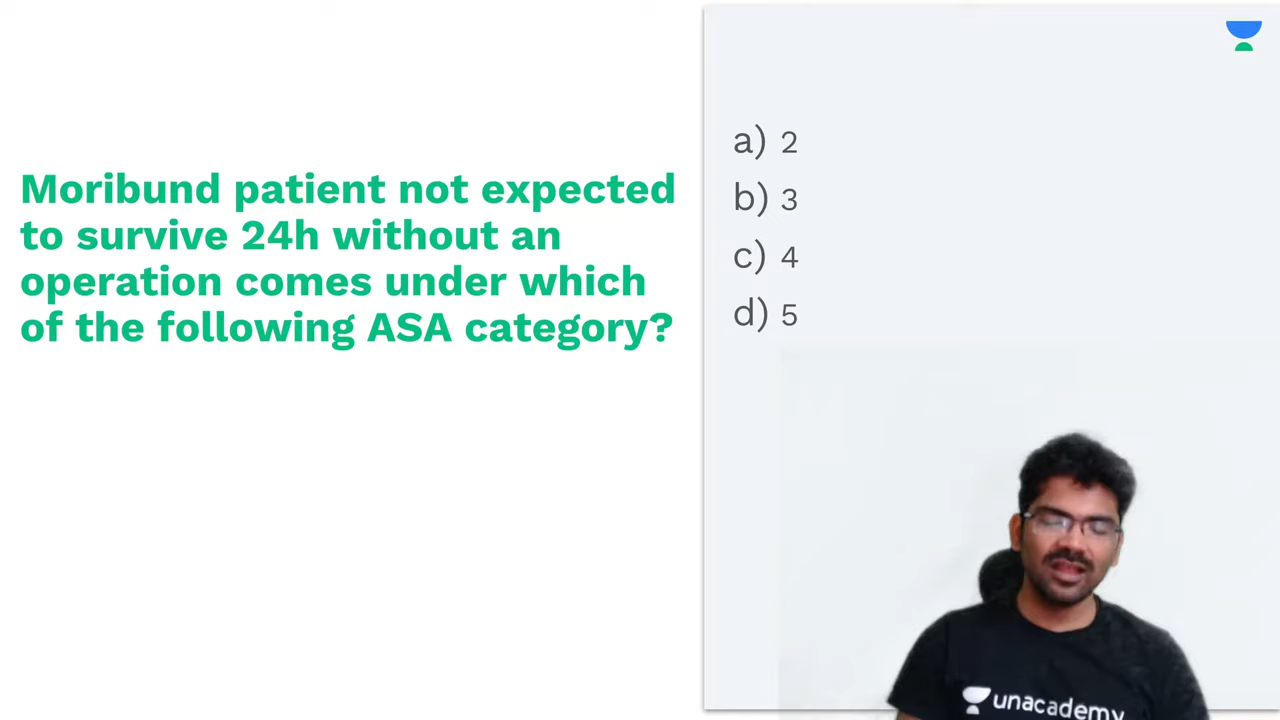 Moribund patient not expected
to survive 24h without an
operation comes under which
of the following ASA category?
a) 2
b) 3
c) 4
d) 5
unacademy